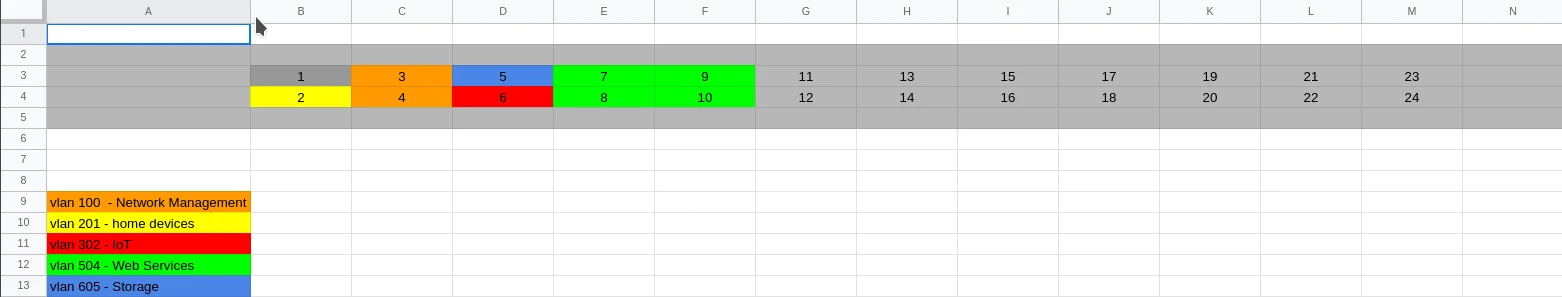 A B C D E F G H I J K L M N
1
2
3 1 3 5 7 9 11 13 15 17 19 21 23
4 2 4 6 8 10 12 14 16 18 20 22 24
5
6
7
8
9 vlan 100  - Network Management
10 vlan 201 - home devices
11 vlan 302 - IoT
12 vlan 504 - Web Services
13 vlan 605 - Storage